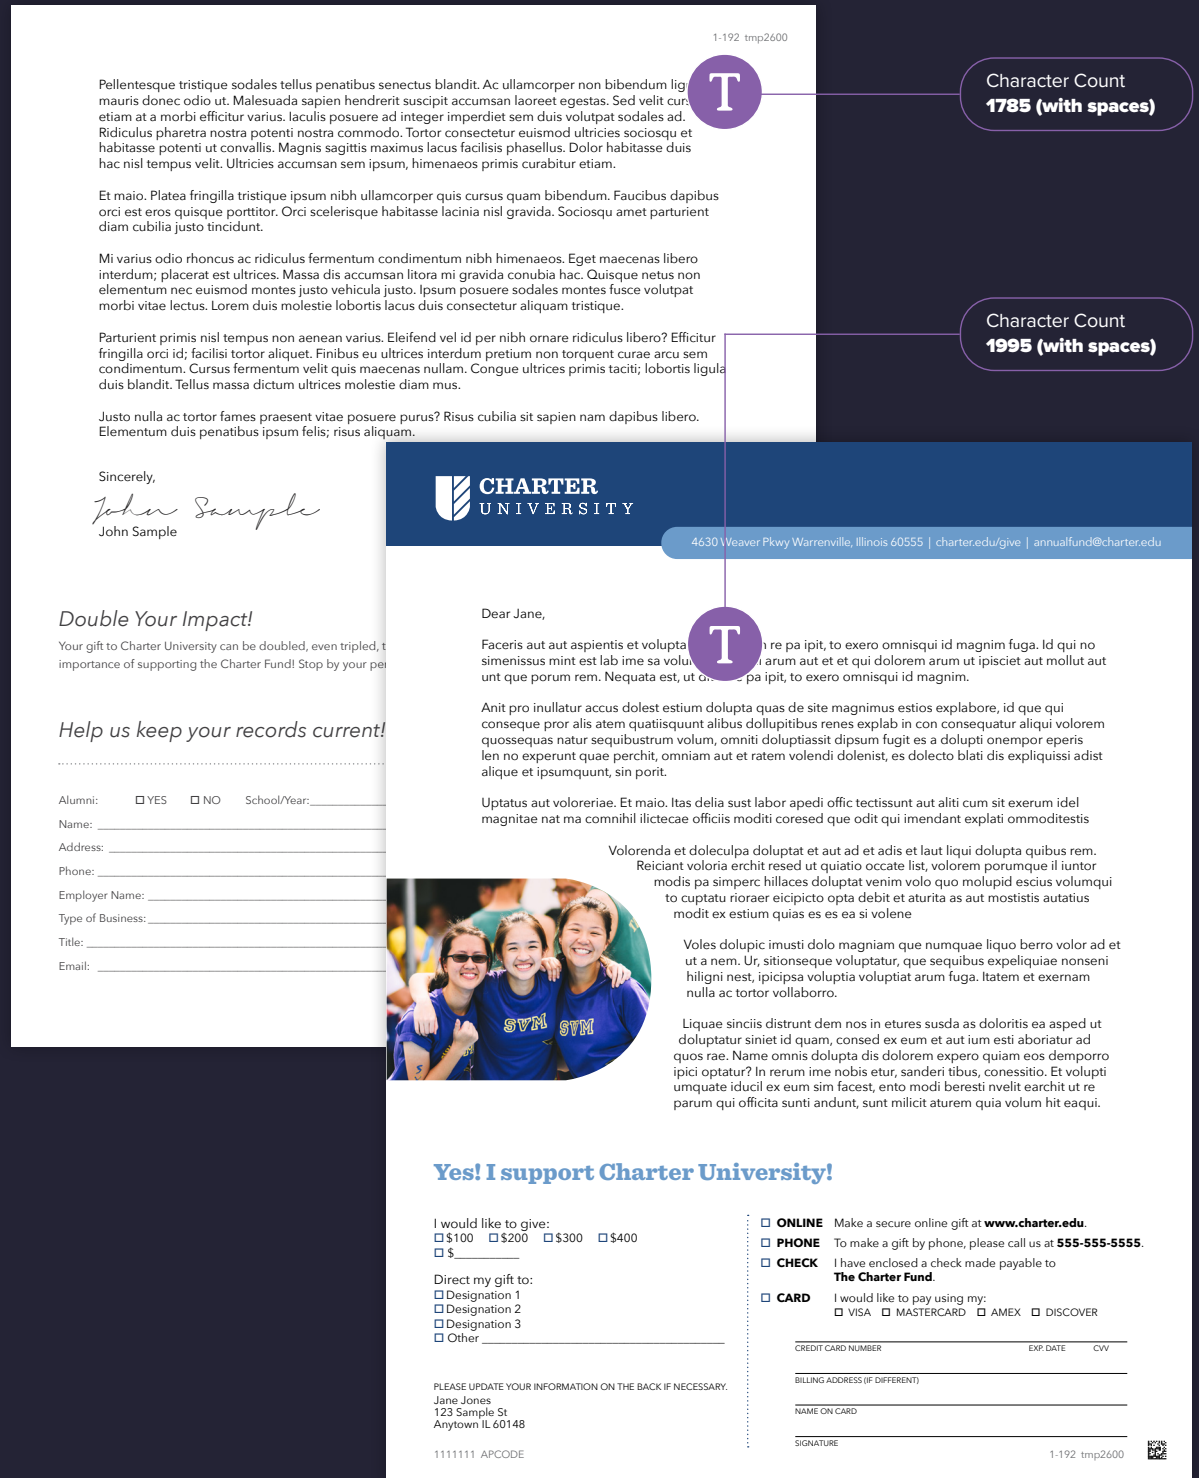 1-192 tmp2600
Pellentesque tristique sodales tellus penatibus senectus blandit. Ac ullamcorper non bibendum
mauris donec odio ut. Malesuada sapien hendrerit suscipit accumsan laoreet egestas. Sed velit
etiam at a morbi efficitur varius. Iaculis posuere ad integer imperdiet sem duis volutpat sodales ad.
Ridiculus pharetra nostra potenti nostra commodo. Tortor consectetur euismod ultricies sociosqu et
habitasse potenti ut convallis. Magnis sagittis maximus lacus facilisis phasellus. Dolor habitasse duis
hac nisl tempus velit. Ultricies accumsan sem ipsum, himenaeos primis curabitur etiam.
T
Character Count
1785 (with spaces)
Et maio. Platea fringilla tristique ipsum nibh ullamcorper quis cursus quam bibendum. Faucibus dapibus
orci est eros quisque porttitor. Orci scelerisque habitasse lacinia nisl gravida. Sociosqu amet parturient
diam cubilia justo tincidunt.
Mi varius odio rhoncus ac ridiculus fermentum condimentum nibh himenaeos. Eget maecenas libero
interdum; placerat est ultrices. Massa dis accumsan litora mi gravida conubia hac. Quisque netus non
elementum nec euismod montes justo vehicula justo. Ipsum posuere sodales montes fusce volutpat
morbi vitae lectus. Lorem duis molestie lobortis lacus duis consectetur aliquam tristique.
Parturient primis nisl tempus non aenean varius. Eleifend vel id per nibh ornare ridiculus libero? Efficitur
fringilla orci id; facilisi tortor aliquet. Finibus eu ultrices interdum pretium non torquent curae arcu sem
condimentum. Cursus fermentum velit quis maecenas nullam. Congue ultrices primis taciti; lobortis ligula
duis blandit. Tellus massa dictum ultrices molestie diam mus.
Justo nulla ac tortor fames praesent vitae posuere purus? Risus cubilia sit sapien nam dapibus libero.
Elementum duis penatibus ipsum felis; risus aliquam.
Sincerely,
John Sample
John Sample
Double Your Impact!
Your gift to Charter University can be doubled, even tripled,
importance of supporting the Charter Fund! Stop by your
Help us keep your records current!
Alumni: YES NO School/Year:
Name:
Address:
Phone:
Employer Name:
Type of Business:
Title:
Email:
Character Count
1995 (with spaces)
CHARTER
UNIVERSITY
4630 Weaver Pkwy Warrenville, Illinois 60555 | charter.edu/give | annualfund@charter.edu
Dear Jane,
T
Faceris aut aut aspientis et volupta re pa ipit, to exero omnisqui id magnim fuga. Id qui no
simenissus mint est lab ime sa arum aut et et qui dolorem arum ut ipisciet aut mollut aut
unt que porum rem. Nequata est, ut pa ipit, to exero omnisqui id magnim.
Anit pro inullatur accus dolest estium dolupta quas de site magnimus estios explabore, id que qui
conseque pror alis atem quatiisquunt alibus dollupitibus renes explab in con consequatur aliqui volorem
quossequas natur sequibustrum volum, omniti doluptiassit dipsum fugit es a dolupti onempor eperis
len no experunt quae perchit, omniam aut et ratem volendi dolenist, es dolecto blati dis expliquissi adist
alique et ipsumquunt, sin porit.
Uptatus aut voloreriae. Et maio. Itas delia sust labor apedi offic tectissunt aut aliti cum sit exerum idel
magnitae nat ma comnihil ilictecae officiis moditi coresed que odit qui imendant explati ommoditestis
Volorenda et doleculpa doluptat et aut ad et adis et laut liqui dolupta quibus rem.
Reiciant voloria erchit resed ut quiatio occate list, volorem porumque il iuntor
modis pa simperc hillaces doluptat venim volo quo molupid escius volumqui
to cuptatu rioraer eicipicto opta debit et aturita as aut mostistis autatius
modit ex estium quias es es ea si volene
Voles dolupic imusti dolo magniam que numquae liquo berro volor ad et
ut a nem. Ur, sitionseque voluptatur, que sequibus expeliquiae nonseni
hiligni nest, ipicipsa voluptia voluptiat arum fuga. Itatem et exernam
nulla ac tortor vollaborro.
SVM
SVM
Liquae sinciis distrunt dem nos in etures susda as doloritis ea asped ut
doluptatur siniet id quam, consed ex eum et aut ium esti aboriatur ad
quos rae. Name omnis dolupta dis dolorem expero quiam eos demporro
ipici optatur? In rerum ime nobis etur, sanderi tibus, conessitio. Et volupti
umquate iducil ex eum sim facest, ento modi beresti nvelit earchit ut re
parum qui officita sunti andunt, sunt milicit aturem quia volum hit eaqui.
Yes! I support Charter University!
I would like to give:
$100 $200 $300 $400
$
Direct my gift to:
Designation 1
Designation 2
Designation 3
Other
PLEASE UPDATE YOUR INFORMATION ON THE BACK IF NECESSARY.
Jane Jones
123 Sample St
Anytown IL 60148
1111111 APCODE
ONLINE Make a secure online gift at www.charter.edu.
PHONE To make a gift by phone, please call us at 555-555-5555.
CHECK I have enclosed a check made payable to
The Charter Fund.
CARD I would like to pay using my:
VISA MASTERCARD AMEX DISCOVER
CREDIT CARD NUMBER EXP. DATE CVV
BILLING ADDRESS (IF DIFFERENT)
NAME ON CARD
SIGNATURE
1-192 tmp2600